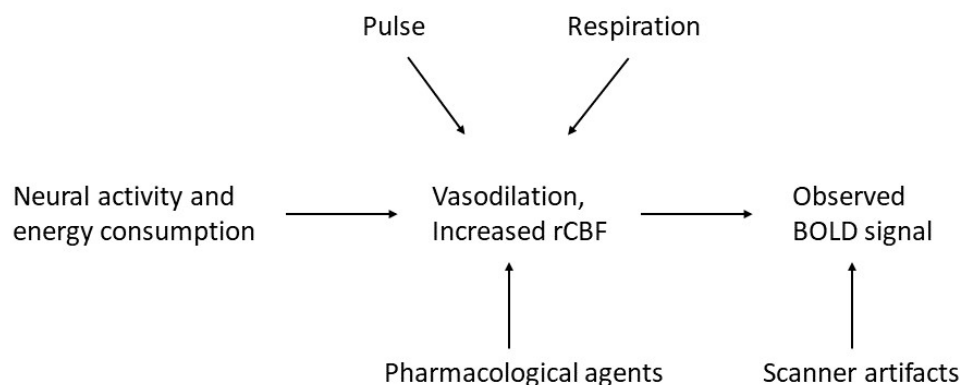 Pulse
Respiration
Neural activity and
energy consumption
Vasodilation,
Increased rCBF
Observed
BOLD signal
Pharmacological agents
Scanner artifacts